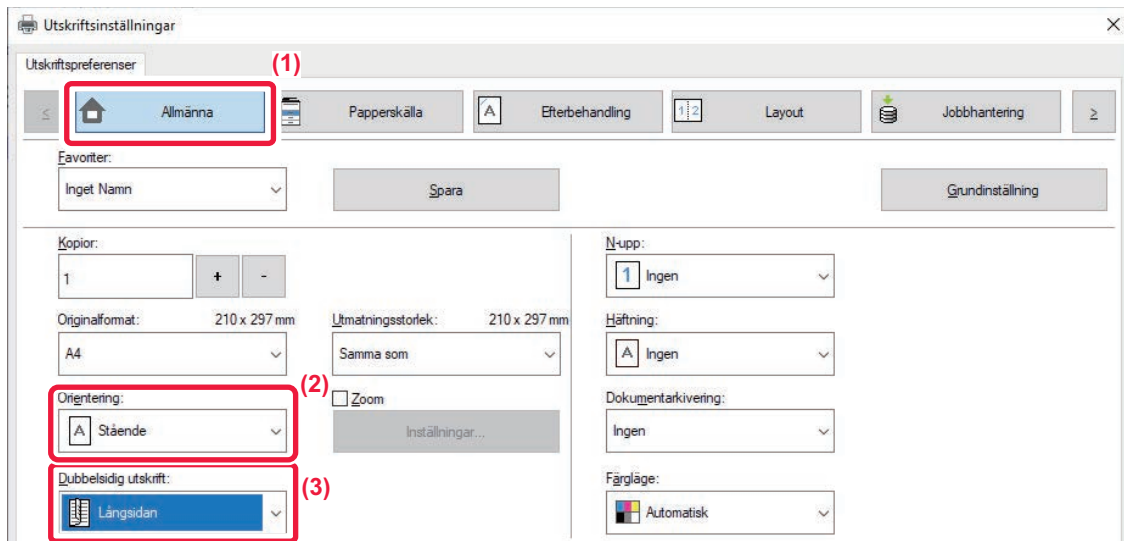 Utskriftsinställningar
Utskriftspreferenser
(1)
≤ Allmänna Papperskälla A Efterbehandling 1 2 Layout Jobbhantering ≥
Favoriter:
Inget Namn Spara Grundinställning
Kopior: N-upp:
1 + - 1 Ingen
Originalformat: 210 x 297 mm Utmatningsstorlek: 210 x 297 mm Häftning:
A4 Samma som A Ingen
(2)
Orientering: Zoom Dokumentarkivering:
A Stående Inställningar... Ingen
Dubbelsidig utskrift: (3) Färgläge:
Långsidan Automatisk